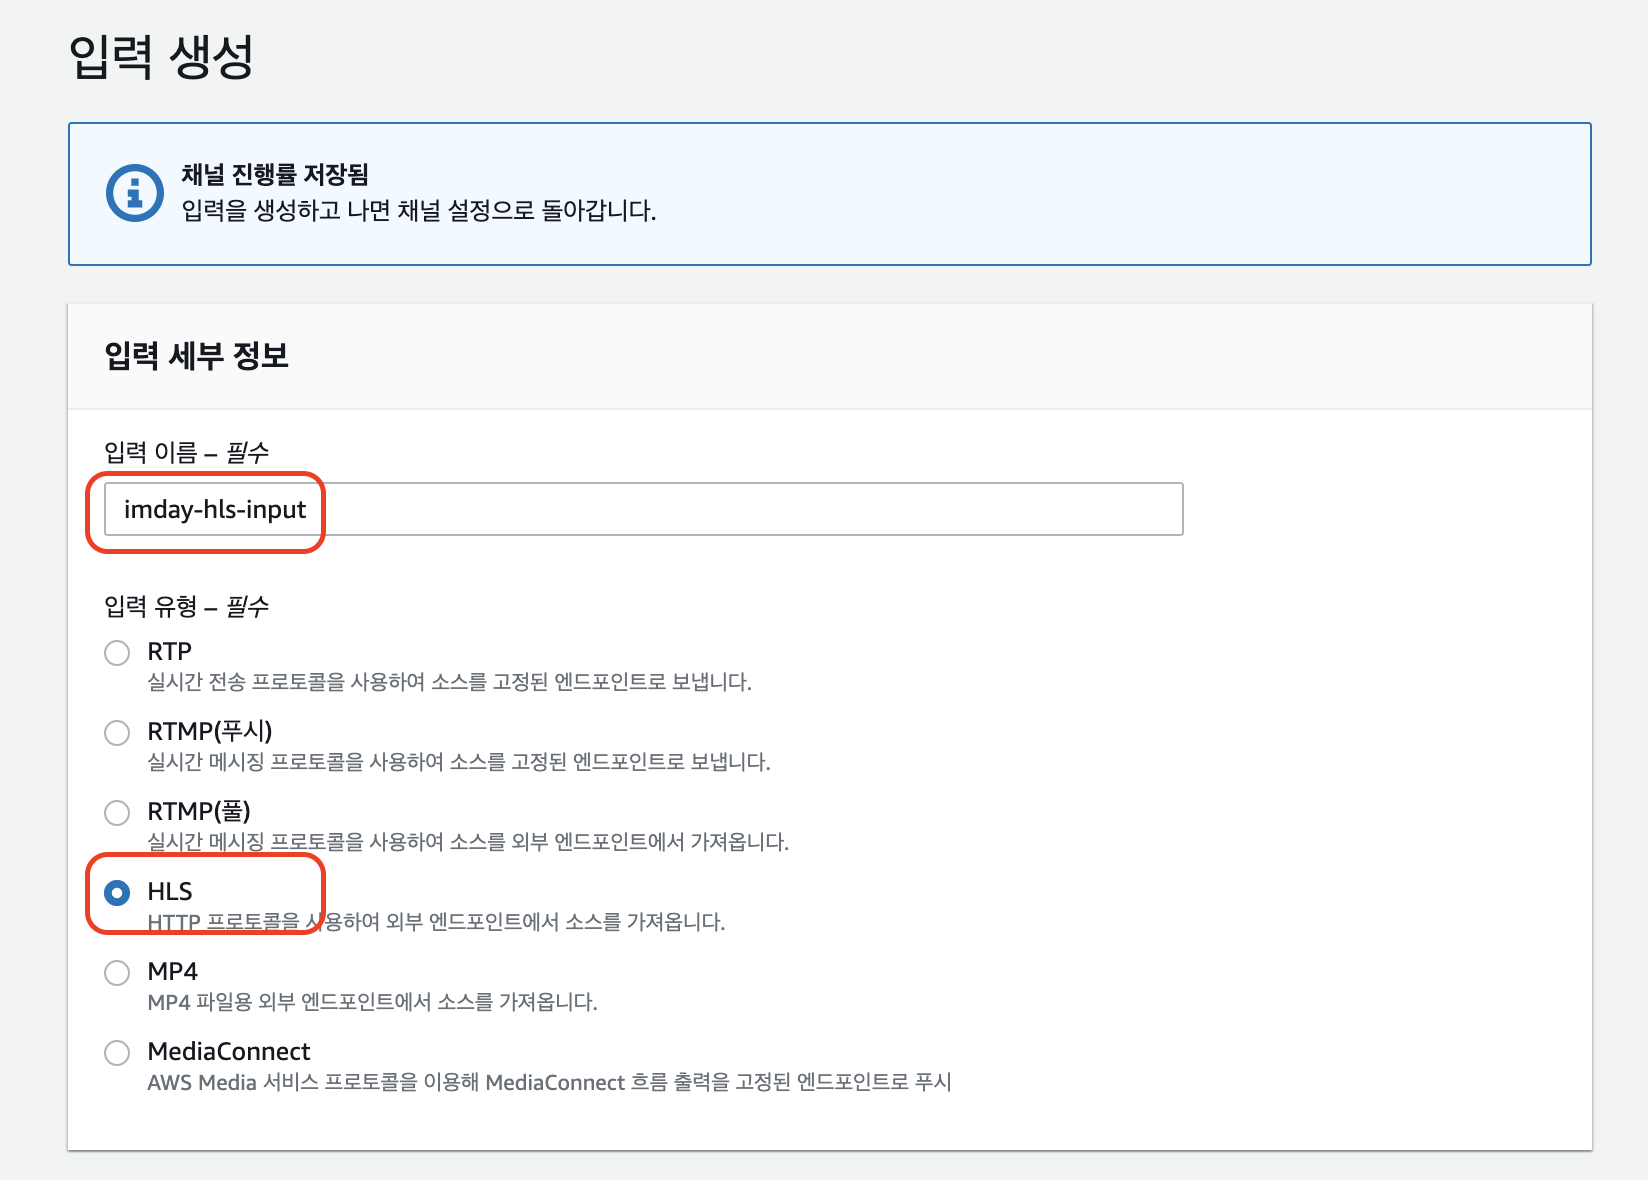 입력 생성
채널 진행률 저장됨
입력을 생성하고 나면 채널 설정으로 돌아갑니다.
입력 세부 정보
입력 이름 – 필수
imday-hls-input
입력 유형 – 필수
RTP
실시간 전송 프로토콜을 사용하여 소스를 고정된 엔드포인트로 보냅니다.
RTMP(푸시)
실시간 메시징 프로토콜을 사용하여 소스를 고정된 엔드포인트로 보냅니다.
RTMP(풀)
실시간 메시징 프로토콜을 사용하여 소스를 외부 엔드포인트에서 가져옵니다.
HLS
HTTP 프로토콜을 사용하여 외부 엔드포인트에서 소스를 가져옵니다.
MP4
MP4 파일용 외부 엔드포인트에서 소스를 가져옵니다.
MediaConnect
AWS Media 서비스 프로토콜을 이용해 MediaConnect 흐름 출력을 고정된 엔드포인트로 푸시